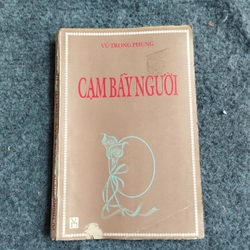 VŨ TRỌNG PHỤNG
CẠM BẪY NGƯỜI